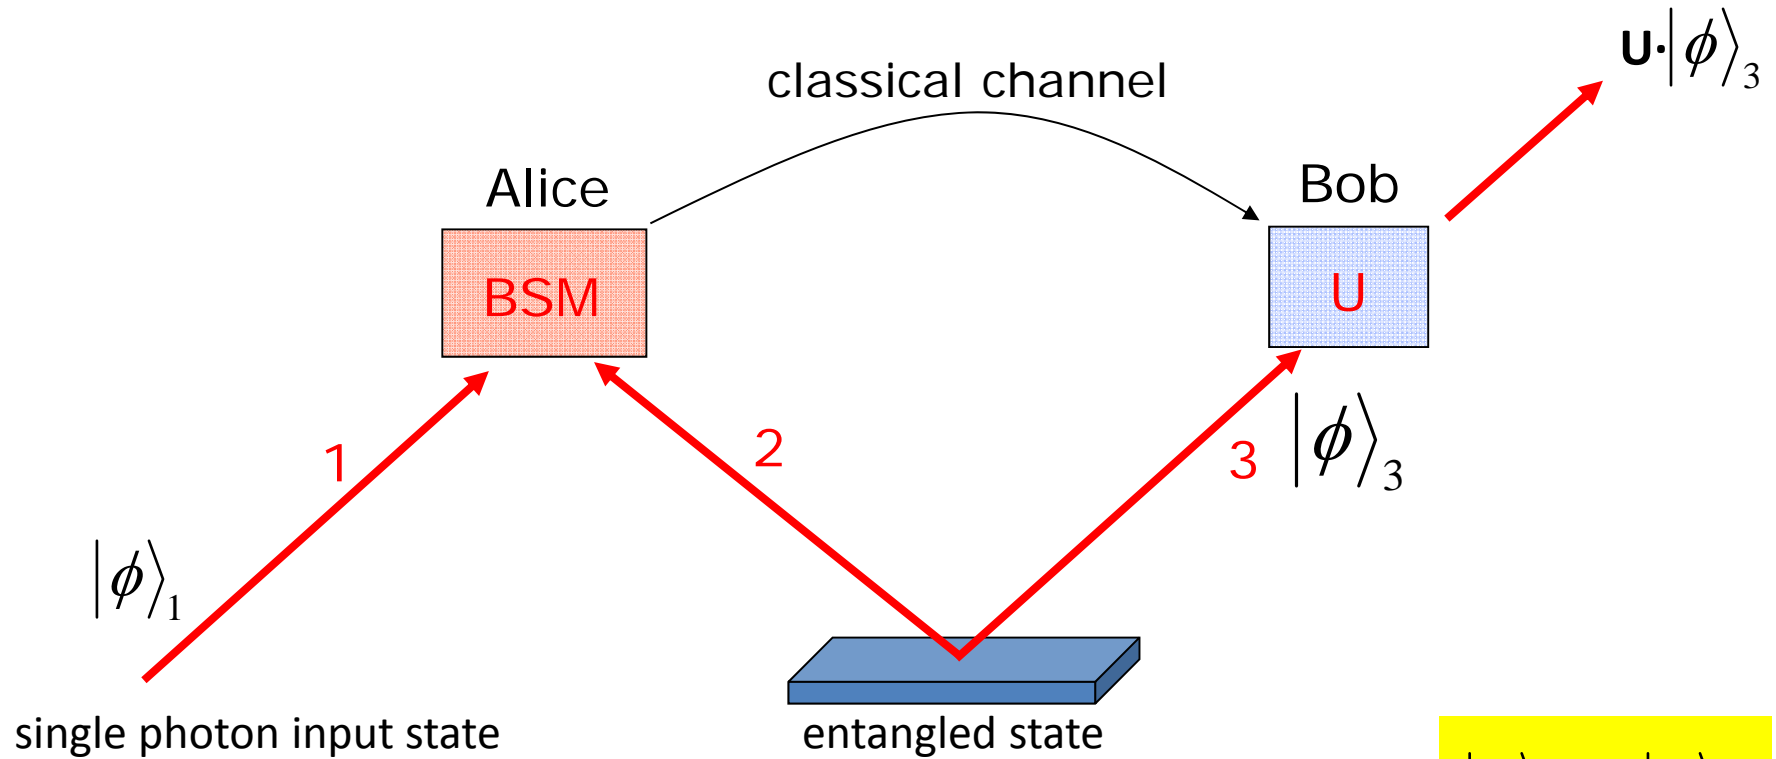 U·|ϕ⟩₃
classical channel
Alice
Bob
BSM
U
1
2
3 |ϕ⟩₃
|ϕ⟩₁
single photon input state
entangled state